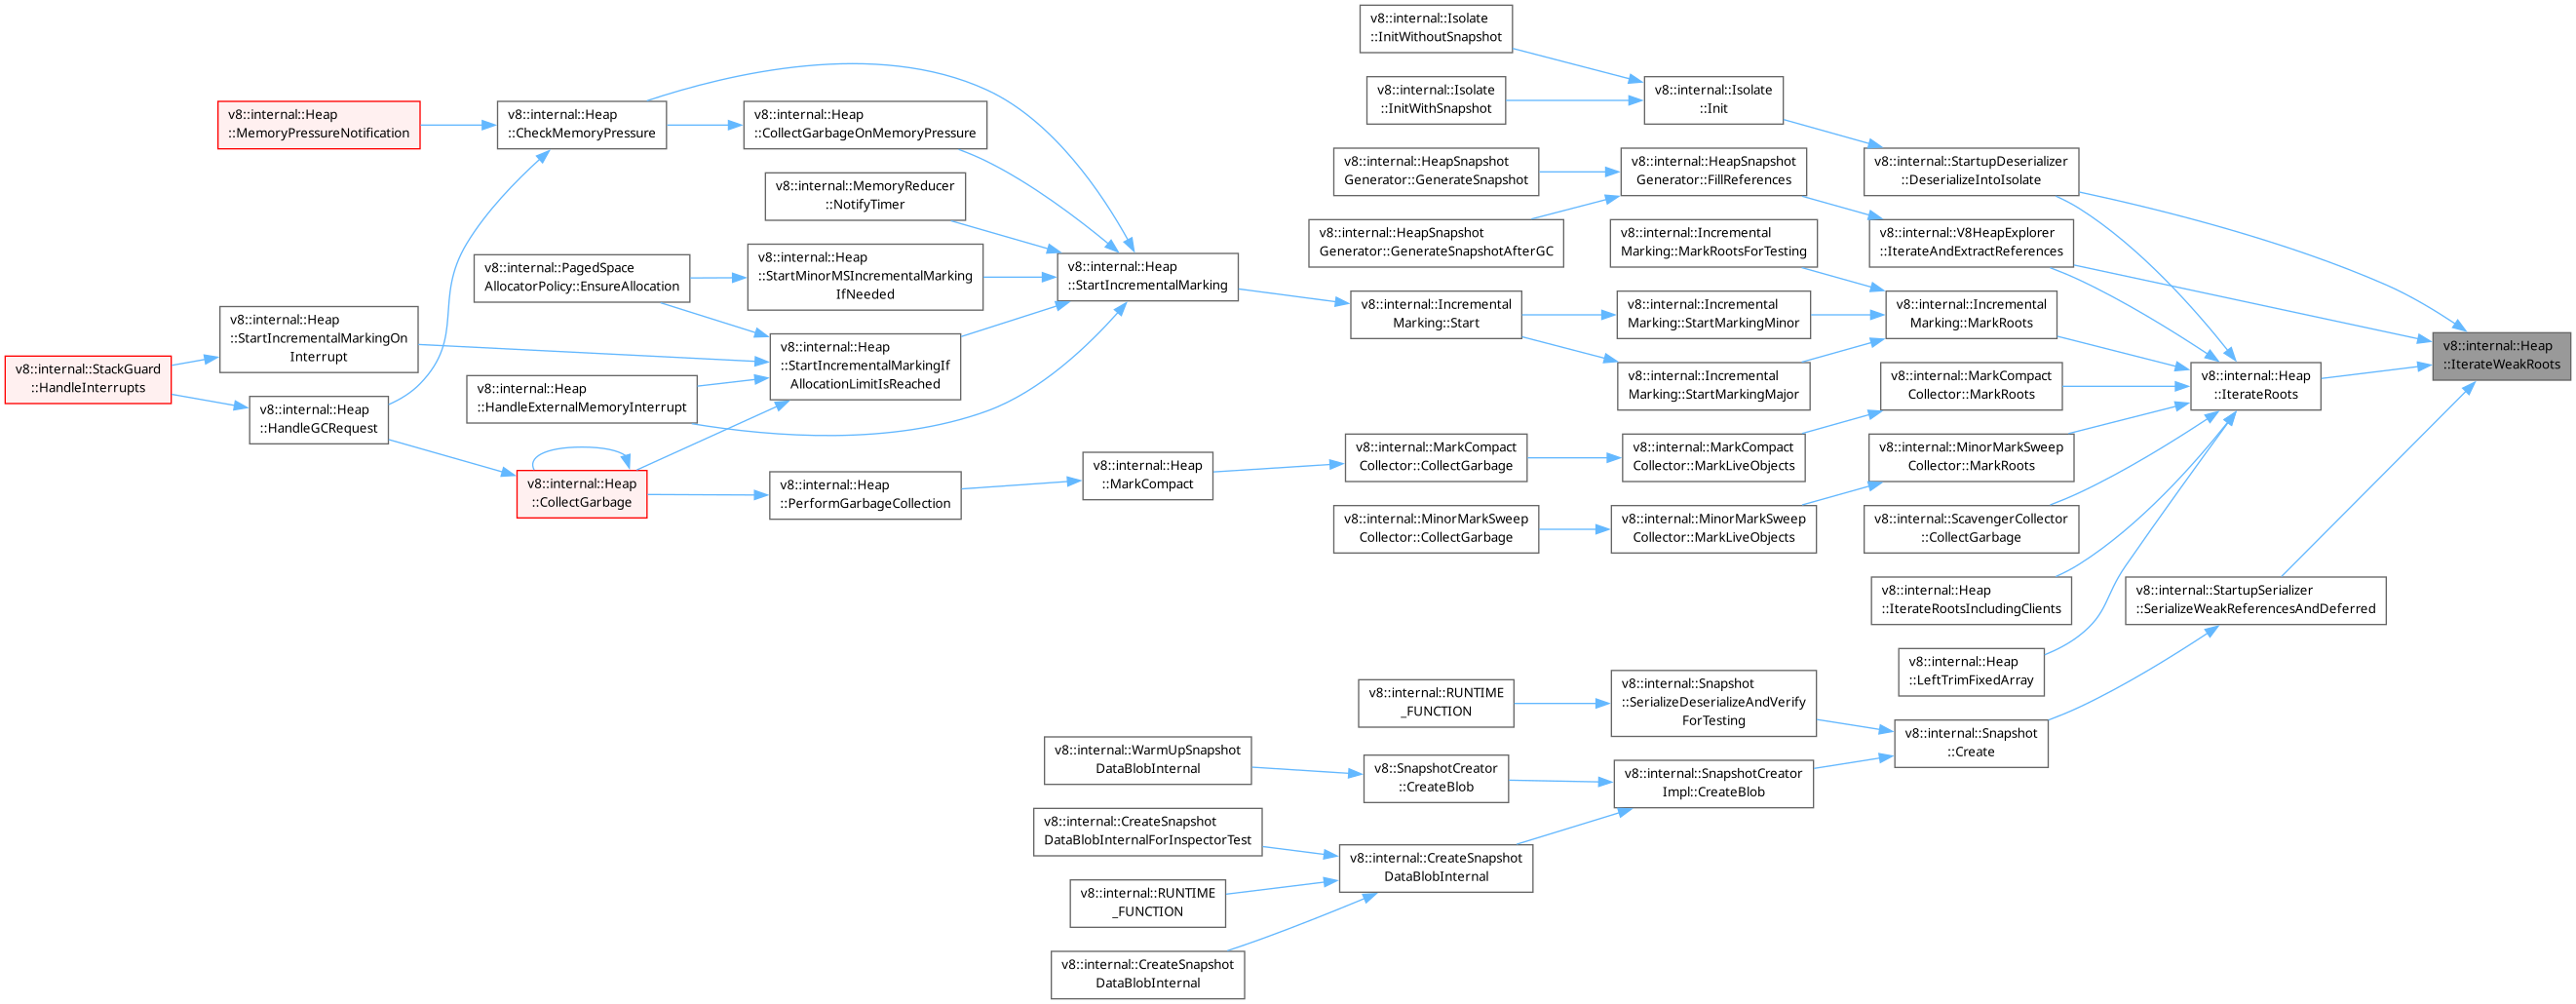 v8::internal::Isolate
::InitWithoutSnapshot
v8::internal::Isolate
::InitWithSnapshot
v8::internal::Isolate
::Init
v8::internal::Heap
::MemoryPressureNotification
v8::internal::Heap
::CheckMemoryPressure
v8::internal::Heap
::CollectGarbageOnMemoryPressure
v8::internal::HeapSnapshot
Generator::GenerateSnapshot
v8::internal::HeapSnapshot
Generator::FillReferences
v8::internal::StartupDeserializer
::DeserializeIntoIsolate
v8::internal::MemoryReducer
::NotifyTimer
v8::internal::HeapSnapshot
Generator::GenerateSnapshotAfterGC
v8::internal::Incremental
Marking::MarkRootsForTesting
v8::internal::V8HeapExplorer
::IterateAndExtractReferences
v8::internal::PagedSpace
AllocatorPolicy::EnsureAllocation
v8::internal::Heap
::StartMinorMSIncrementalMarking
IfNeeded
v8::internal::Heap
::StartIncrementalMarking
v8::internal::Incremental
Marking::Start
v8::internal::Incremental
Marking::StartMarkingMinor
v8::internal::Incremental
Marking::MarkRoots
v8::internal::Heap
::StartIncrementalMarkingOn
Interrupt
v8::internal::StackGuard
::HandleInterrupts
v8::internal::Heap
::StartIncrementalMarkingIf
AllocationLimitIsReached
v8::internal::Heap
::HandleExternalMemoryInterrupt
v8::internal::Incremental
Marking::StartMarkingMajor
v8::internal::MarkCompact
Collector::MarkRoots
v8::internal::Heap
::IterateRoots
v8::internal::Heap
::IterateWeakRoots
v8::internal::Heap
::HandleGCRequest
v8::internal::Heap
::CollectGarbage
v8::internal::Heap
::PerformGarbageCollection
v8::internal::Heap
::MarkCompact
v8::internal::MarkCompact
Collector::CollectGarbage
v8::internal::MarkCompact
Collector::MarkLiveObjects
v8::internal::MinorMarkSweep
Collector::MarkRoots
v8::internal::MinorMarkSweep
Collector::CollectGarbage
v8::internal::MinorMarkSweep
Collector::MarkLiveObjects
v8::internal::ScavengerCollector
::CollectGarbage
v8::internal::Heap
::IterateRootsIncludingClients
v8::internal::StartupSerializer
::SerializeWeakReferencesAndDeferred
v8::internal::Heap
::LeftTrimFixedArray
v8::internal::RUNTIME
_FUNCTION
v8::internal::Snapshot
::SerializeDeserializeAndVerify
ForTesting
v8::internal::Snapshot
::Create
v8::internal::WarmUpSnapshot
DataBlobInternal
v8::SnapshotCreator
::CreateBlob
v8::internal::SnapshotCreator
Impl::CreateBlob
v8::internal::CreateSnapshot
DataBlobInternalForInspectorTest
v8::internal::CreateSnapshot
DataBlobInternal
v8::internal::RUNTIME
_FUNCTION
v8::internal::CreateSnapshot
DataBlobInternal